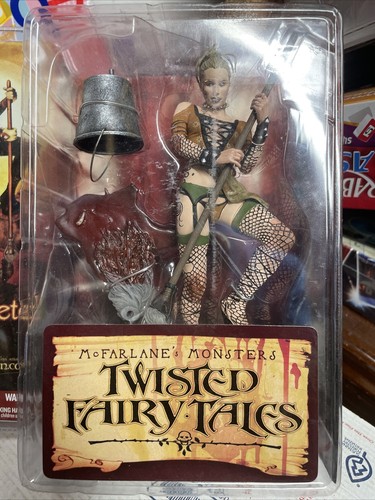 McFARLANE'S MONSTERS
TWISTED
FAIRY TALES